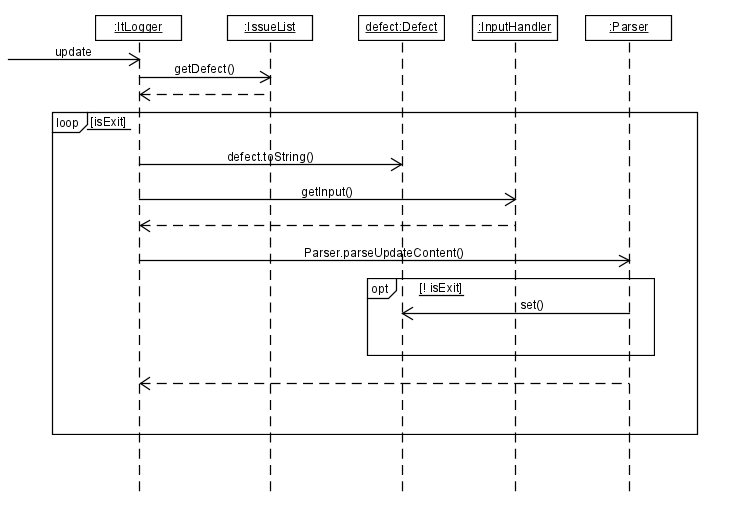 :ItLogger
:IssueList
defect:Defect
:InputHandler
:Parser
update
getDefect()
loop
[isExit]
defect.toString()
getInput()
Parser.parseUpdateContent()
opt
[! isExit]
set()